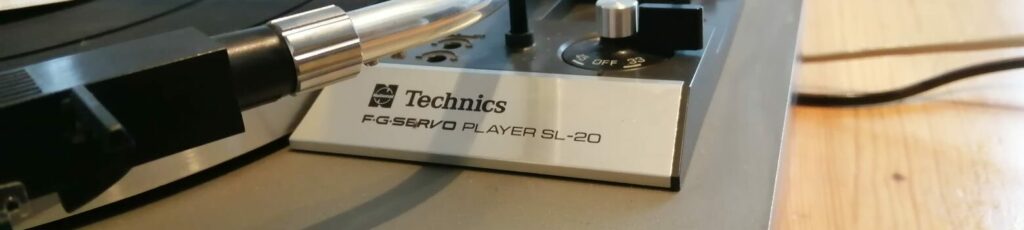 OFF 33
Technics
F·G·SERVO PLAYER SL-20